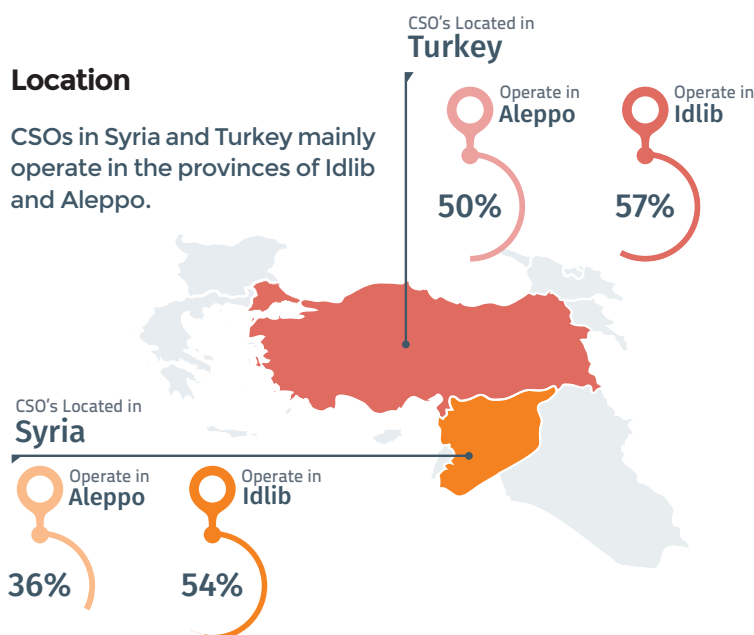 Location
CSOs in Syria and Turkey mainly
operate in the provinces of Idlib
and Aleppo.
CSO's Located in
Turkey
Operate in
Aleppo
50%
Operate in
Idlib
57%
CSO's Located in
Syria
Operate in
Aleppo
36%
Operate in
Idlib
54%